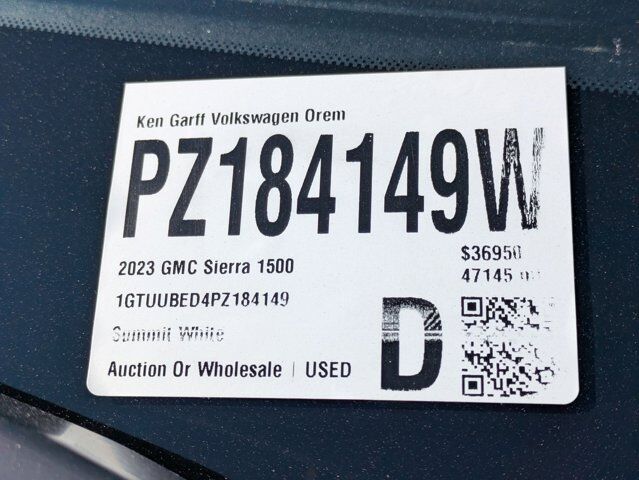 Ken Garff Volkswagen Orem
PZ184149W
2023 GMC Sierra 1500
$36950
47145
1GTUUBED4PZ184149
Summit White
Auction Or Wholesale | USED
D